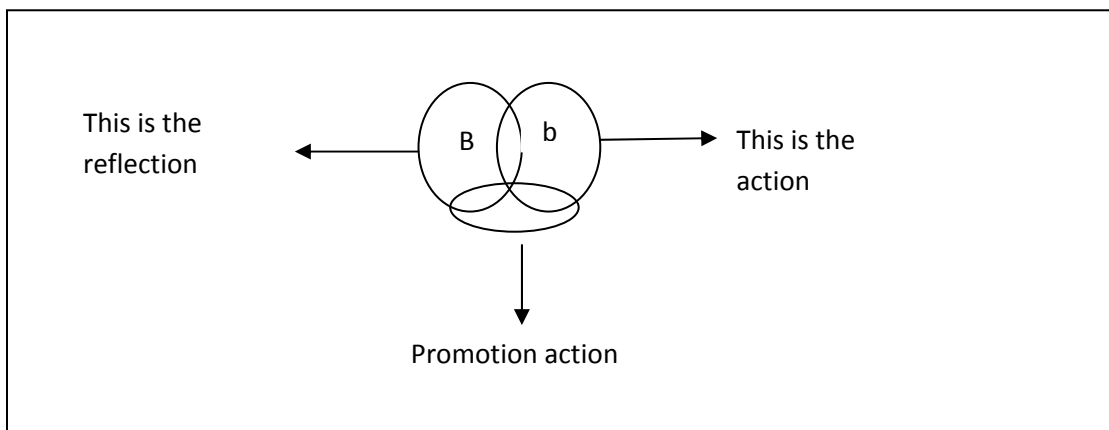 This is the
reflection
B
b
This is the
action
Promotion action